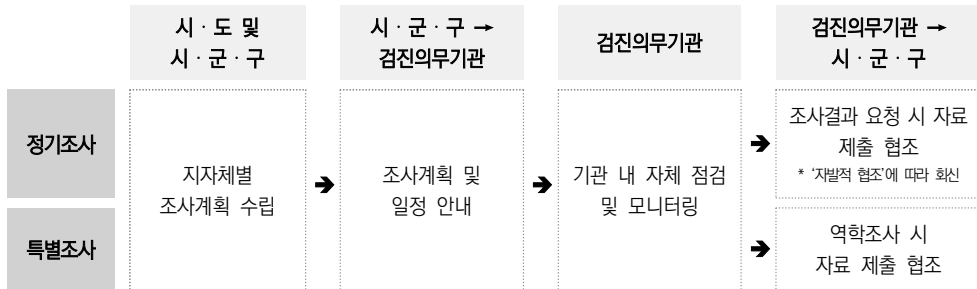 시 · 도 및
시 · 군 · 구
시 · 군 · 구 →
검진의무기관
검진의무기관
검진의무기관 →
시 · 군 · 구
정기조사
특별조사
지자체별
조사계획 수립
➔
조사계획 및
일정 안내
➔
기관 내 자체 점검
및 모니터링
➔
조사결과 요청 시 자료
제출 협조
* ‘자발적 협조’에 따라 회신
➔
역학조사 시
자료 제출 협조